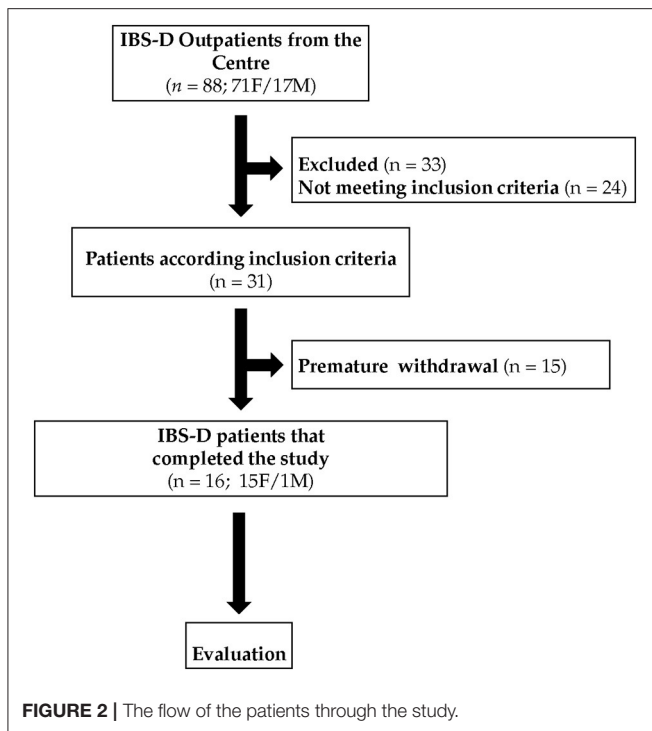 IBS-D Outpatients from the
Centre
(n = 88; 71F/17M)
Excluded (n = 33)
Not meeting inclusion criteria (n = 24)
Patients according inclusion criteria
(n = 31)
Premature withdrawal (n = 15)
IBS-D patients that
completed the study
(n = 16; 15F/1M)
Evaluation
FIGURE 2 | The flow of the patients through the study.